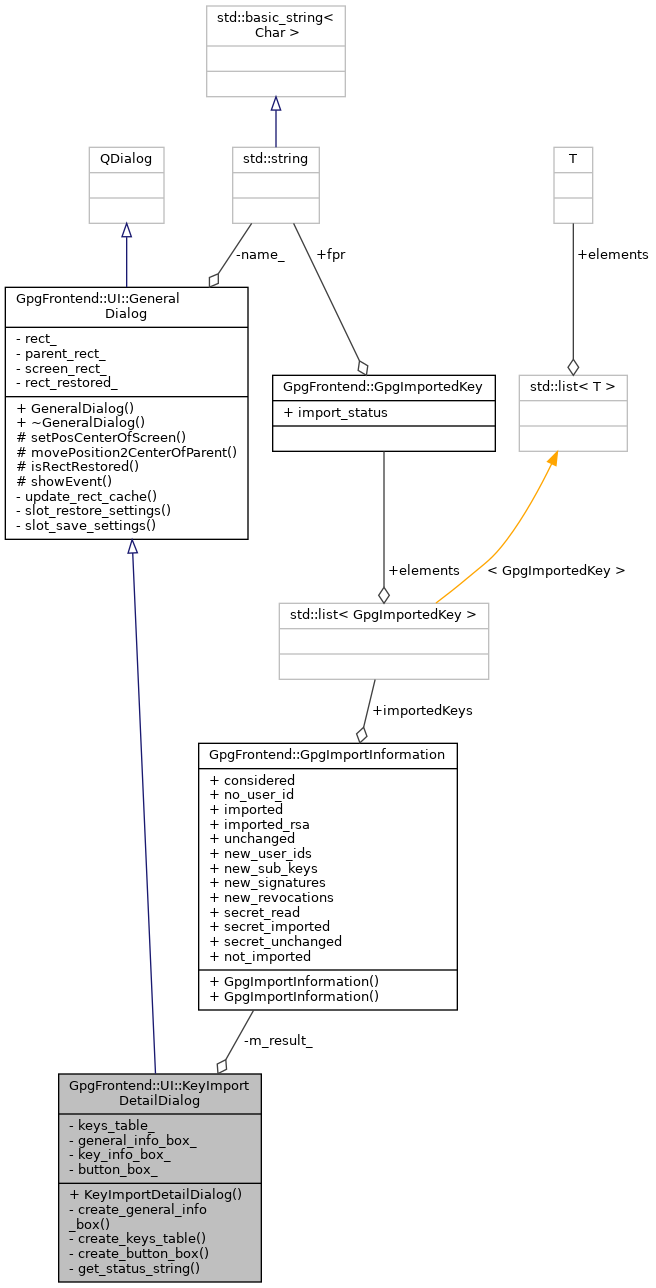 std::basic_string<
Char >
QDialog
std::string
T
-name_
+fpr
+elements
GpgFrontend::UI::General
Dialog
- rect_
- parent_rect_
- screen_rect_
- rect_restored_
+ GeneralDialog()
+ ~GeneralDialog()
# setPosCenterOfScreen()
# movePosition2CenterOfParent()
# isRectRestored()
# showEvent()
- update_rect_cache()
- slot_restore_settings()
- slot_save_settings()
GpgFrontend::GpgImportedKey
+ import_status
std::list< T >
+elements
< GpgImportedKey >
std::list< GpgImportedKey >
+importedKeys
GpgFrontend::GpgImportInformation
+ considered
+ no_user_id
+ imported
+ imported_rsa
+ unchanged
+ new_user_ids
+ new_sub_keys
+ new_signatures
+ new_revocations
+ secret_read
+ secret_imported
+ secret_unchanged
+ not_imported
+ GpgImportInformation()
+ GpgImportInformation()
-m_result_
GpgFrontend::UI::KeyImport
DetailDialog
- keys_table_
- general_info_box_
- key_info_box_
- button_box_
+ KeyImportDetailDialog()
- create_general_info
_box()
- create_keys_table()
- create_button_box()
- get_status_string()